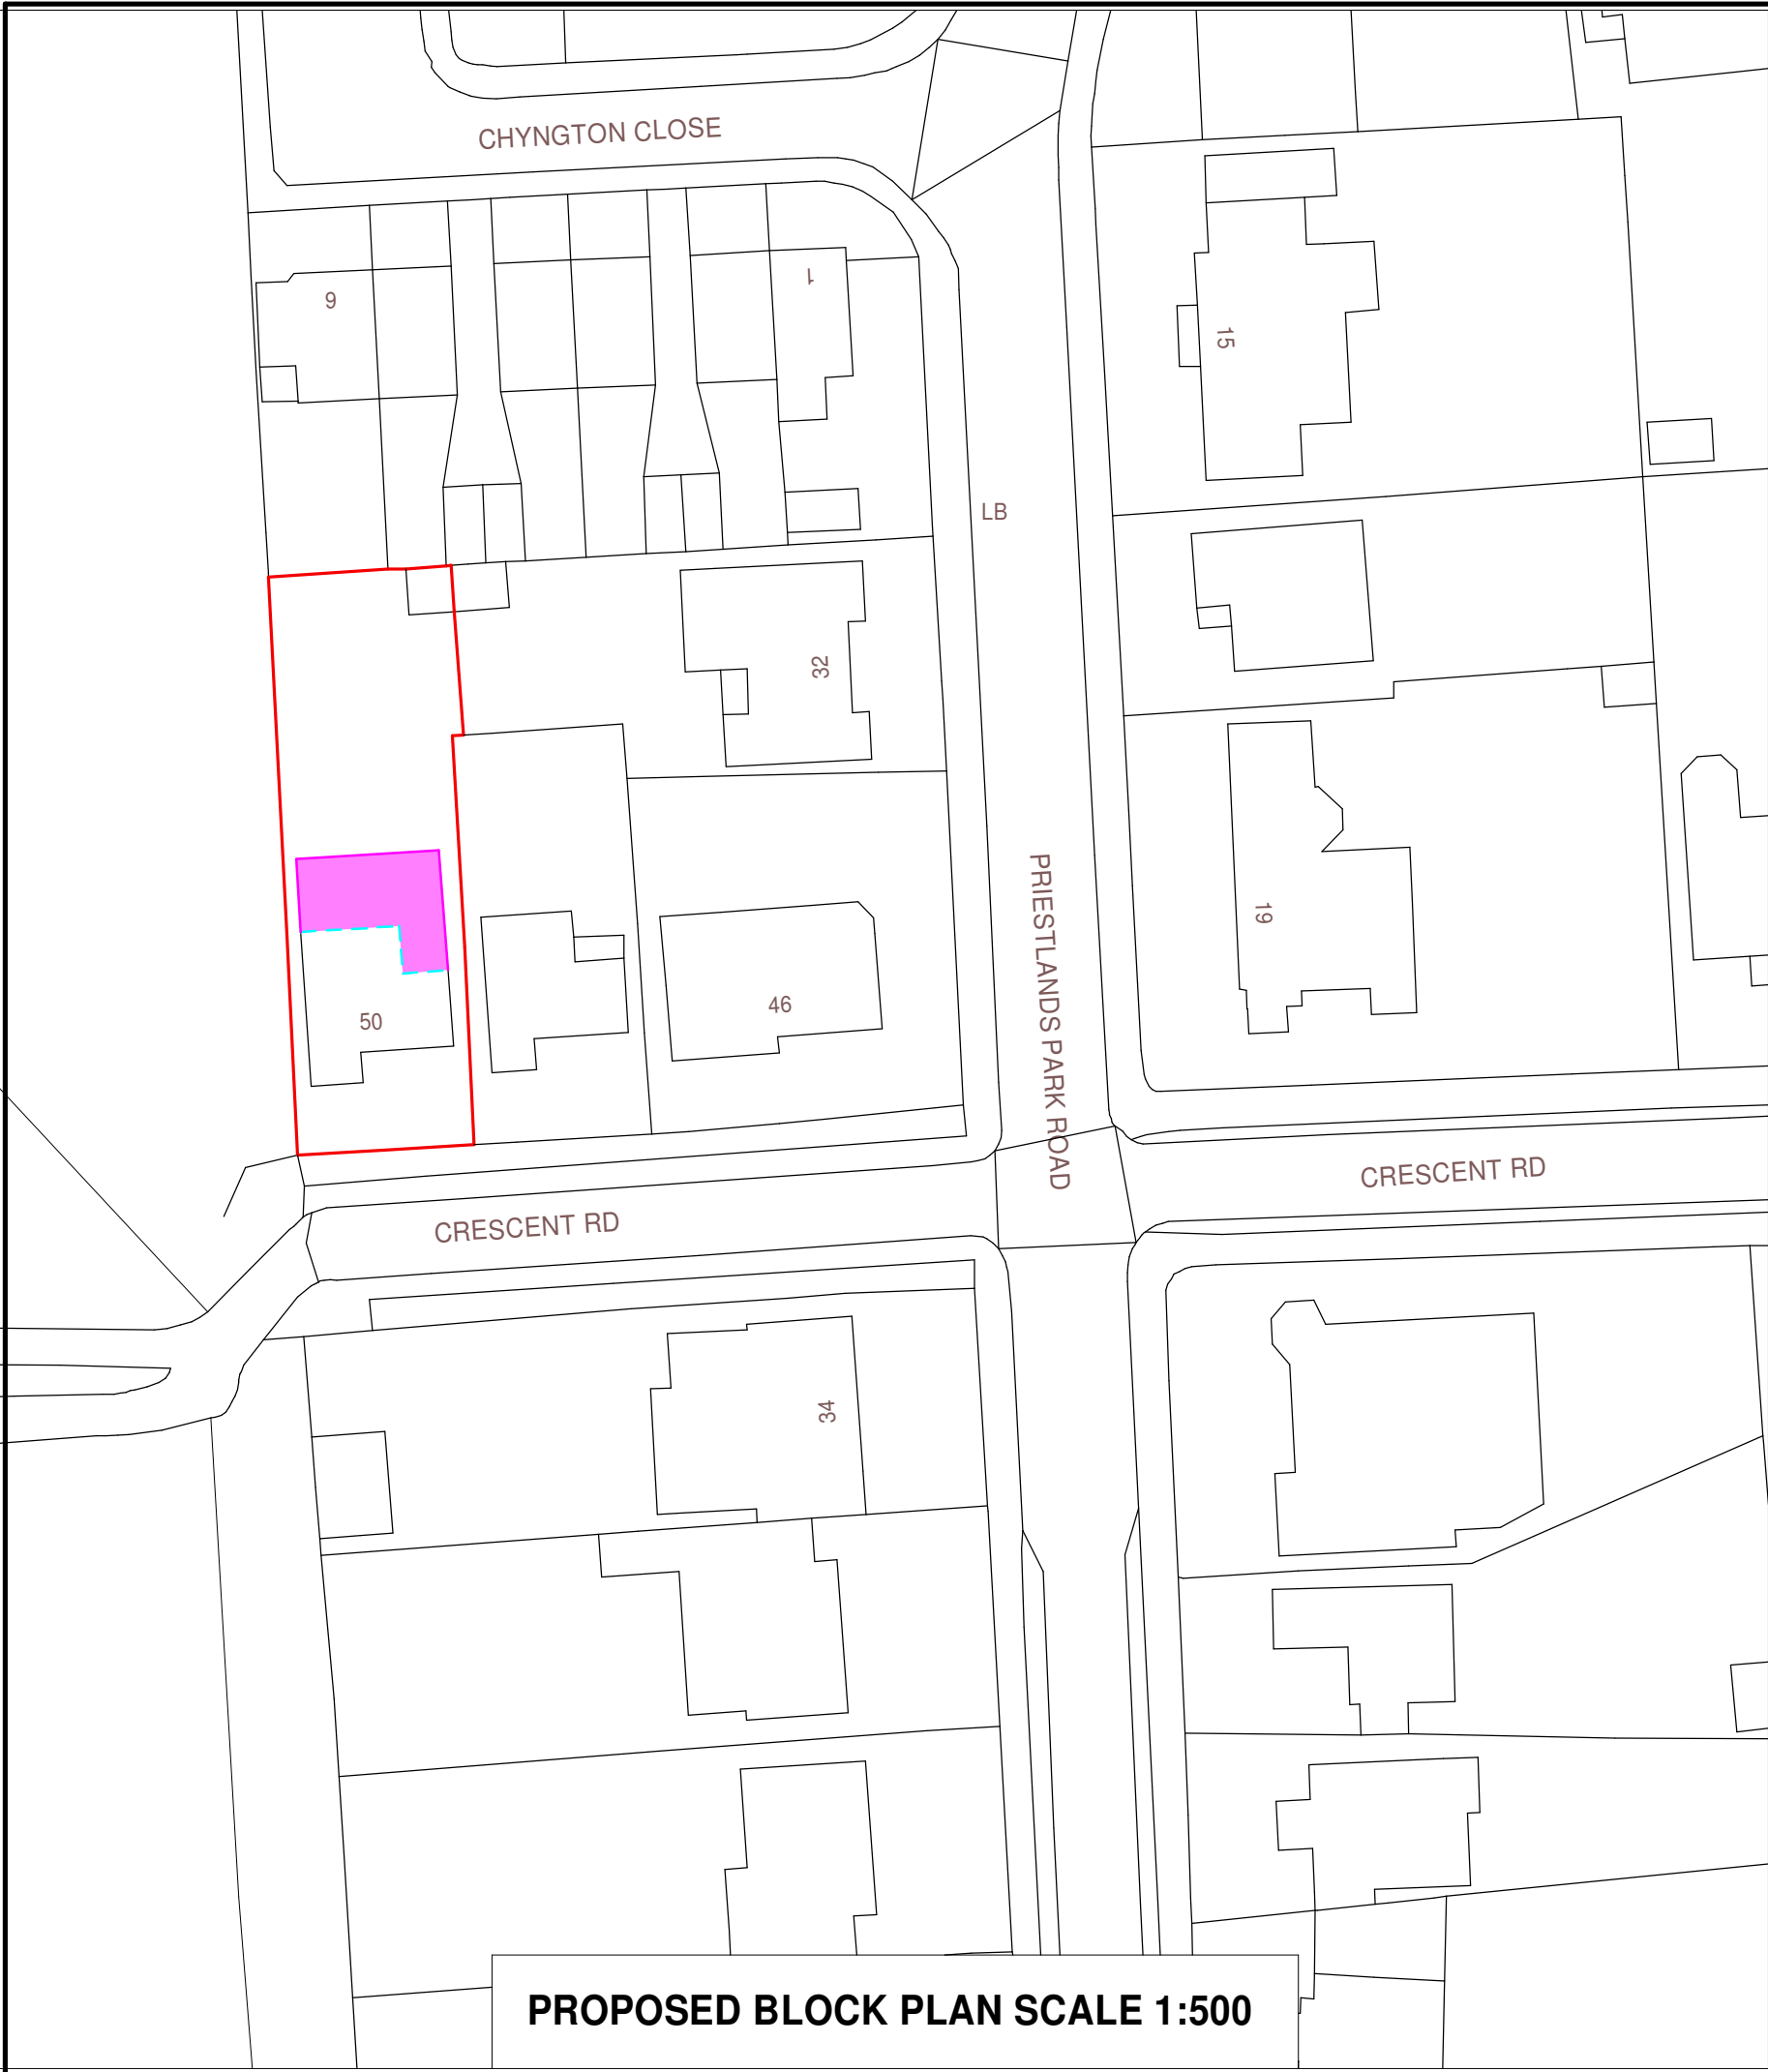 CHYNGTON CLOSE
9
1
15
LB
32
PRIESTLANDS PARK ROAD
19
46
50
CRESCENT RD
CRESCENT RD
34
PROPOSED BLOCK PLAN SCALE 1:500